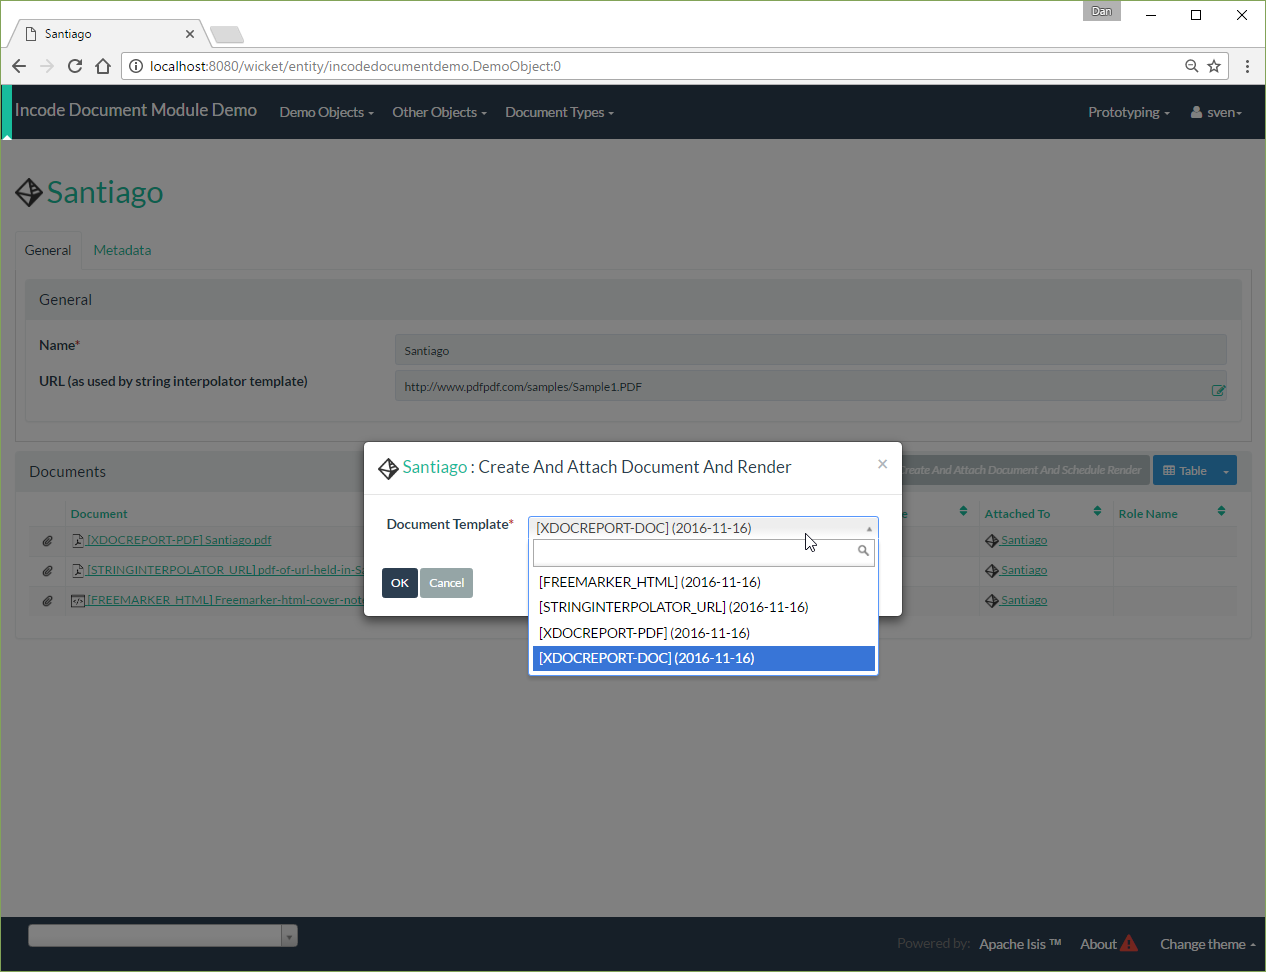 Dan
Santiago
localhost:8080/wicket/entity/incodedocumentdemo.DemoObject:0
Incode Document Module Demo Demo Objects Other Objects Document Types Prototyping sven
Santiago
General Metadata
General
Name* Santiago
URL (as used by string interpolator template) http://www.pdfpdf.com/samples/Sample1.PDF
Santiago : Create And Attach Document And Render ×
Documents Create And Attach Document And Schedule Render Table
Document Attached To Role Name
Document Template* [XDOCREPORT-DOC] (2016-11-16)
[XDOCREPORT-PDF] Santiago.pdf Santiago
[STRINGINTERPOLATOR_URL] pdf-of-url-held-in-S Santiago
OK Cancel
[FREEMARKER_HTML] (2016-11-16)
[FREEMARKER_HTML] Freemarker-html-cover-not Santiago
[STRINGINTERPOLATOR_URL] (2016-11-16)
[XDOCREPORT-PDF] (2016-11-16)
[XDOCREPORT-DOC] (2016-11-16)
Powered by: Apache Isis ™ About Change theme